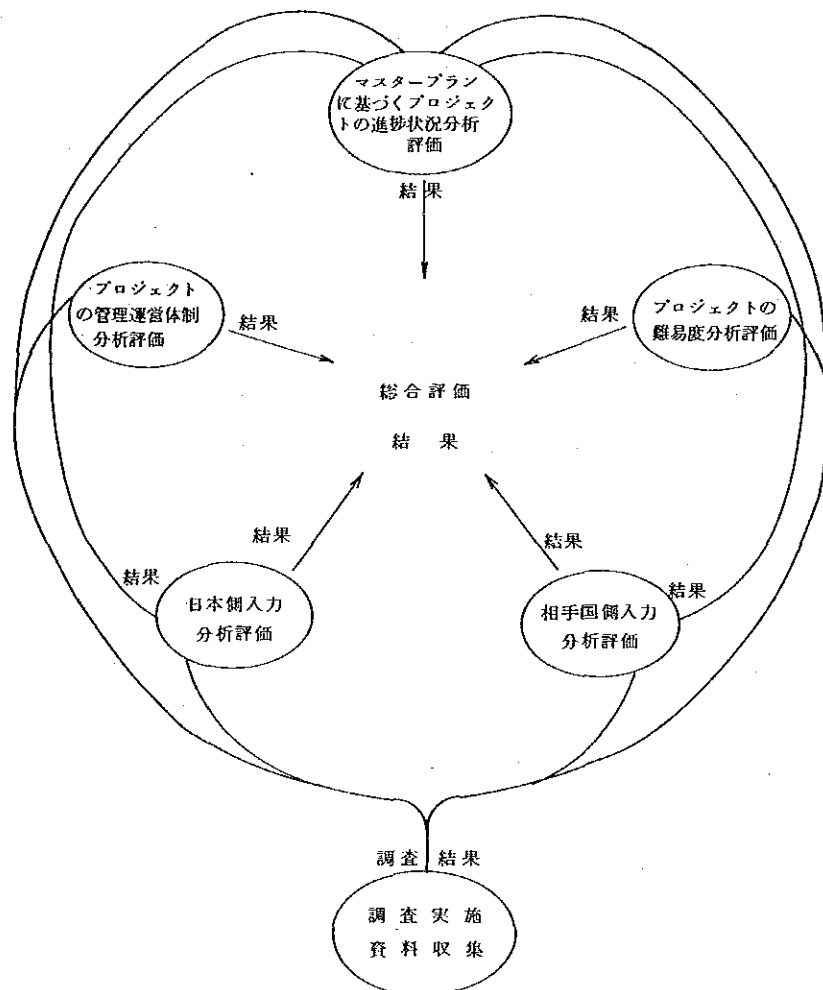 マスタープラン
に基づくプロジェク
トの進捗状況分析
評価
結果
プロジェクト
の管理運営体制
分析評価
結果
プロジェクトの
難易度分析評価
結果
総合評価
結果
結果
結果
日本側入力
分析評価
結果
結果
相手国側入力
分析評価
調査結果
調査実施
資料収集